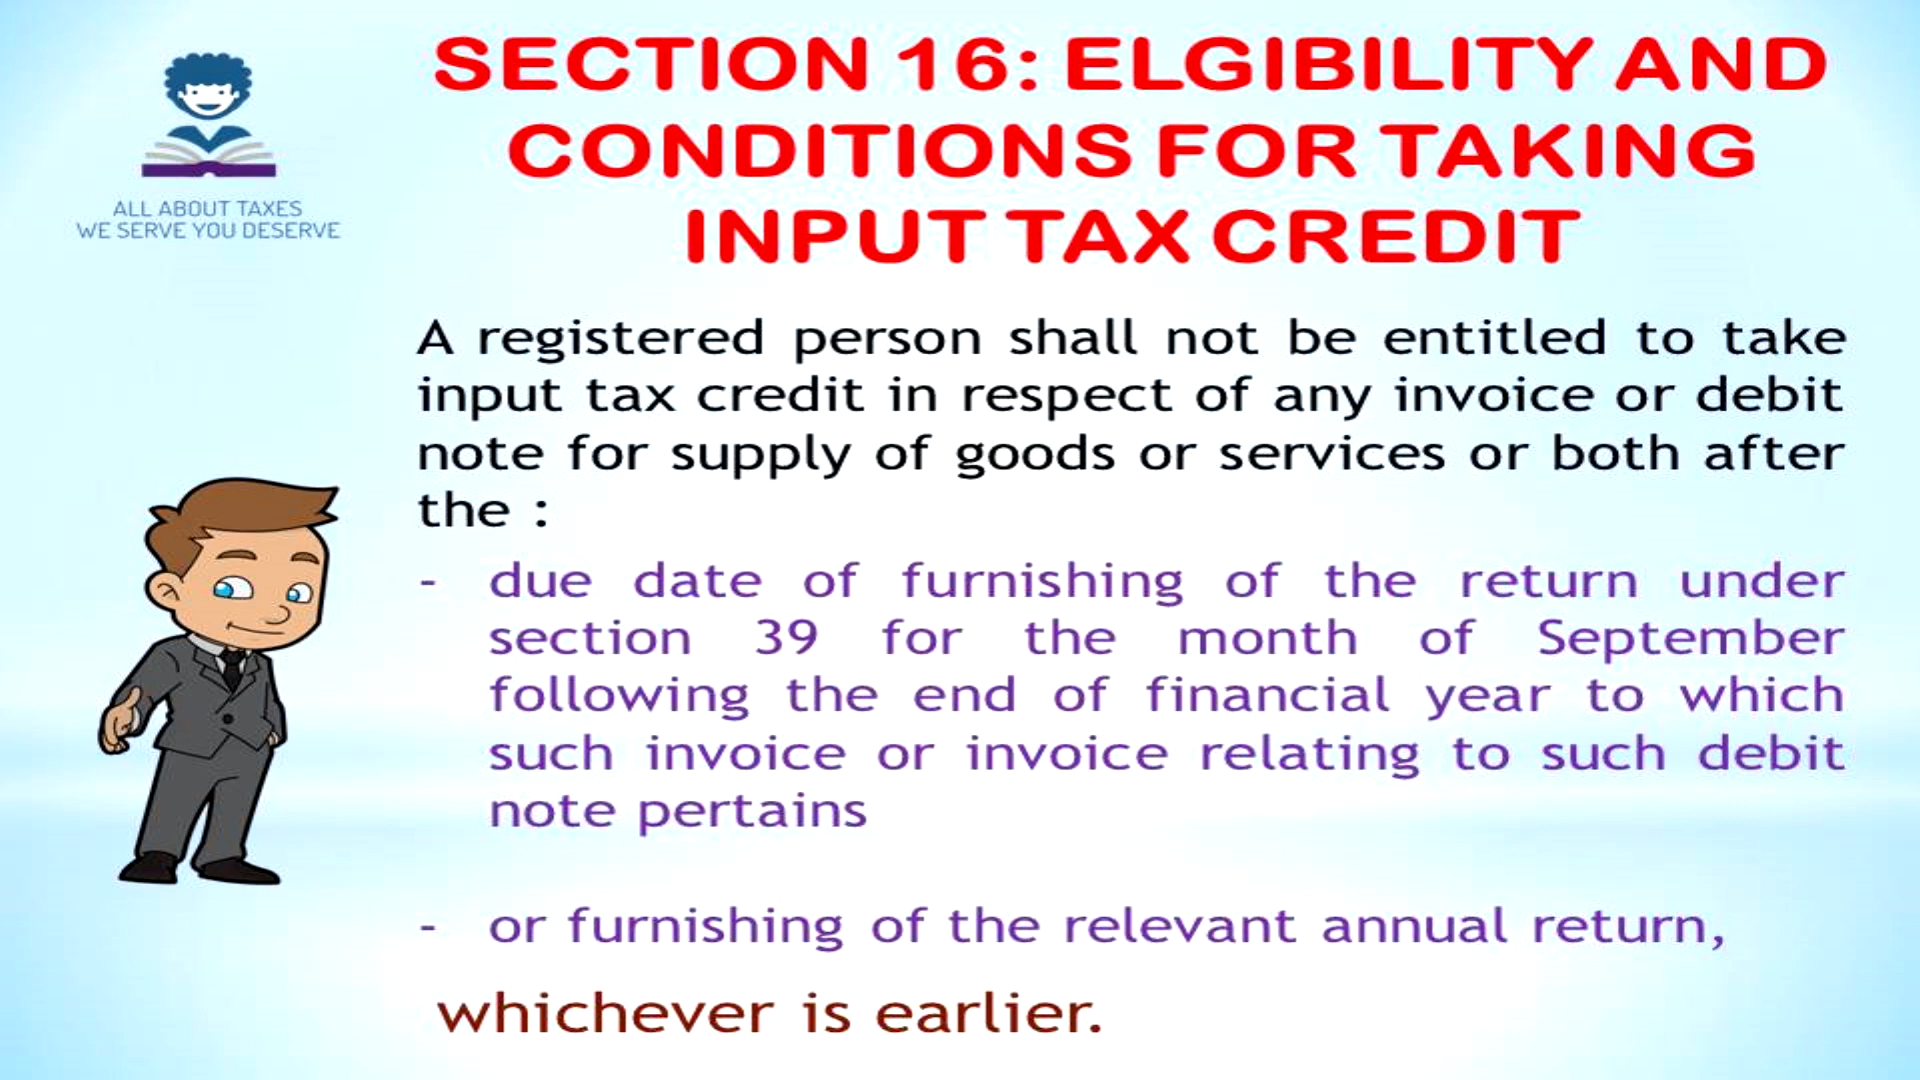 ALL ABOUT TAXES
WE SERVE YOU DESERVE
SECTION 16: ELGIBILITY AND
CONDITIONS FOR TAKING
INPUT TAX CREDIT
A registered person shall not be entitled to take
input tax credit in respect of any invoice or debit
note for supply of goods or services or both after
the :
- due date of furnishing of the return under
section 39 for the month of September
following the end of financial year to which
such invoice or invoice relating to such debit
note pertains
- or furnishing of the relevant annual return,
whichever is earlier.